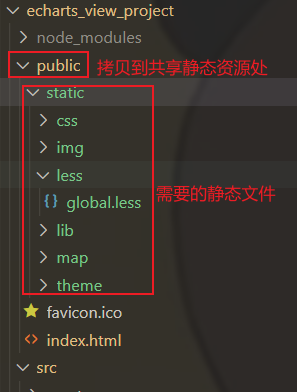 echarts_view_project
node_modules
public 拷贝到共享静态资源处
static
css
img
less
{} global.less 需要的静态文件
lib
map
theme
favicon.ico
<> index.html
src